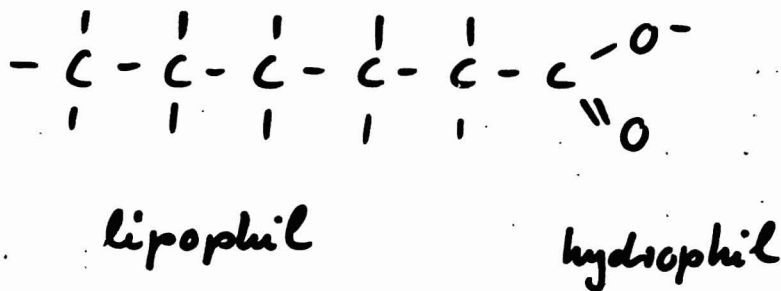 - C - C - C - C - C - C - O⁻
O
lipophil hydrophil